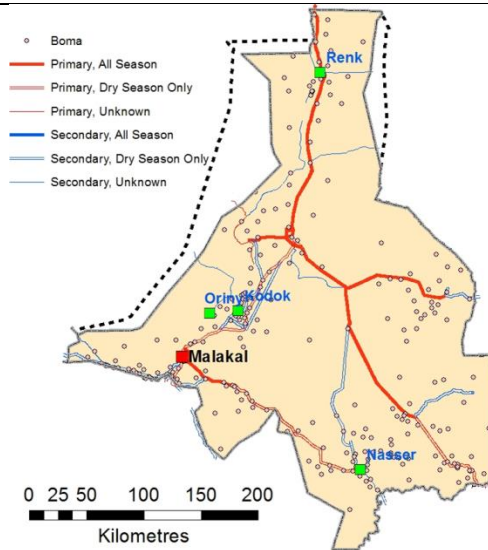 Boma
Primary, All Season
Primary, Dry Season Only
Primary, Unknown
Secondary, All Season
Secondary, Dry Season Only
Secondary, Unknown
Renk
Oriny
Kodok
Malakal
Nasser
0 25 50 100 150 200
Kilometres